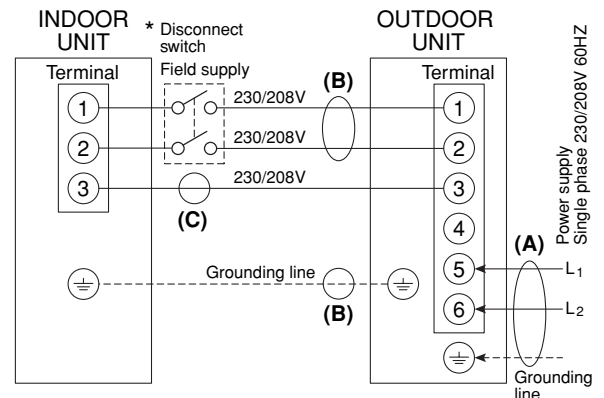 INDOOR
UNIT
* Disconnect
switch
Field supply
OUTDOOR
UNIT
Power supply
Single phase 230/208V 60HZ
Terminal
Terminal
1
230/208V
(B)
1
2
230/208V
2
3
230/208V
3
(C)
4
(A)
5
L1
Grounding line
(B)
6
L2
Grounding
line